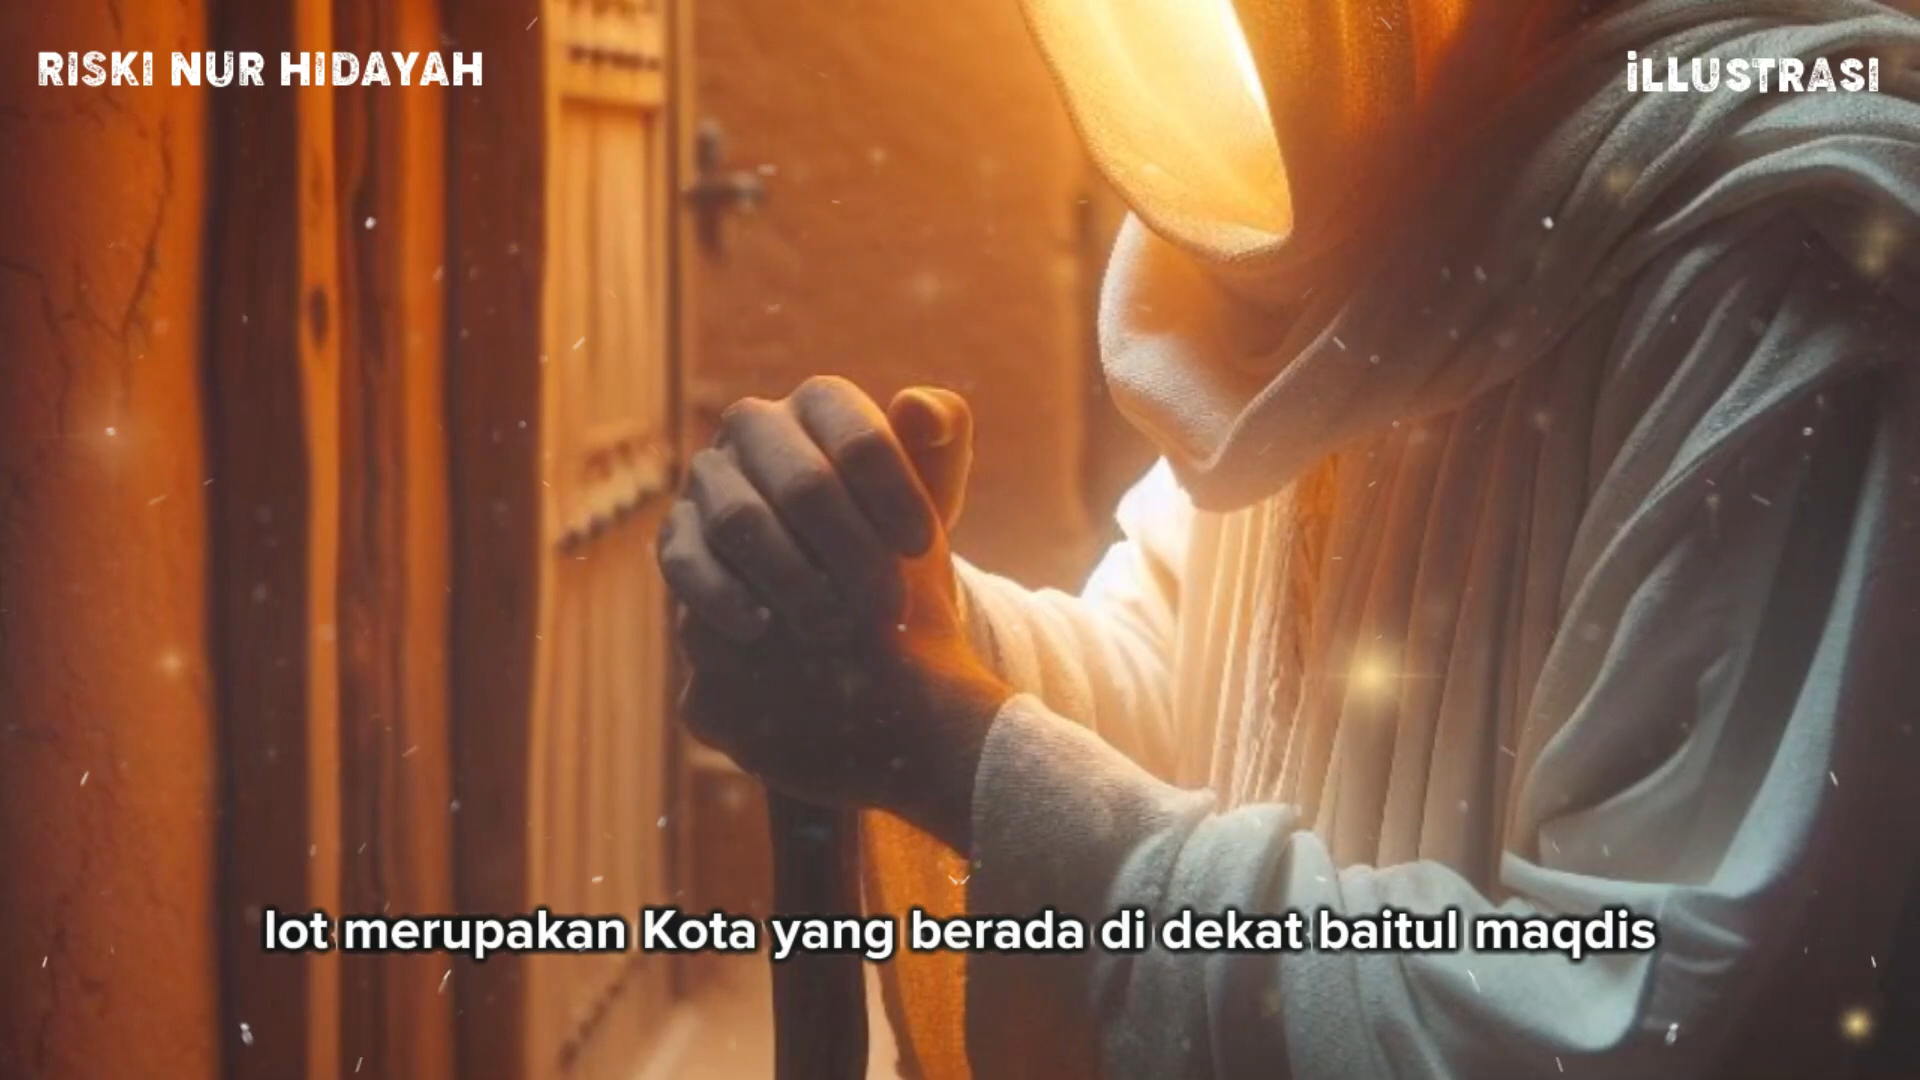 RISKI NUR HIDAYAH
iLLUSTRASI
lot merupakan Kota yang berada di dekat baitul maqdis